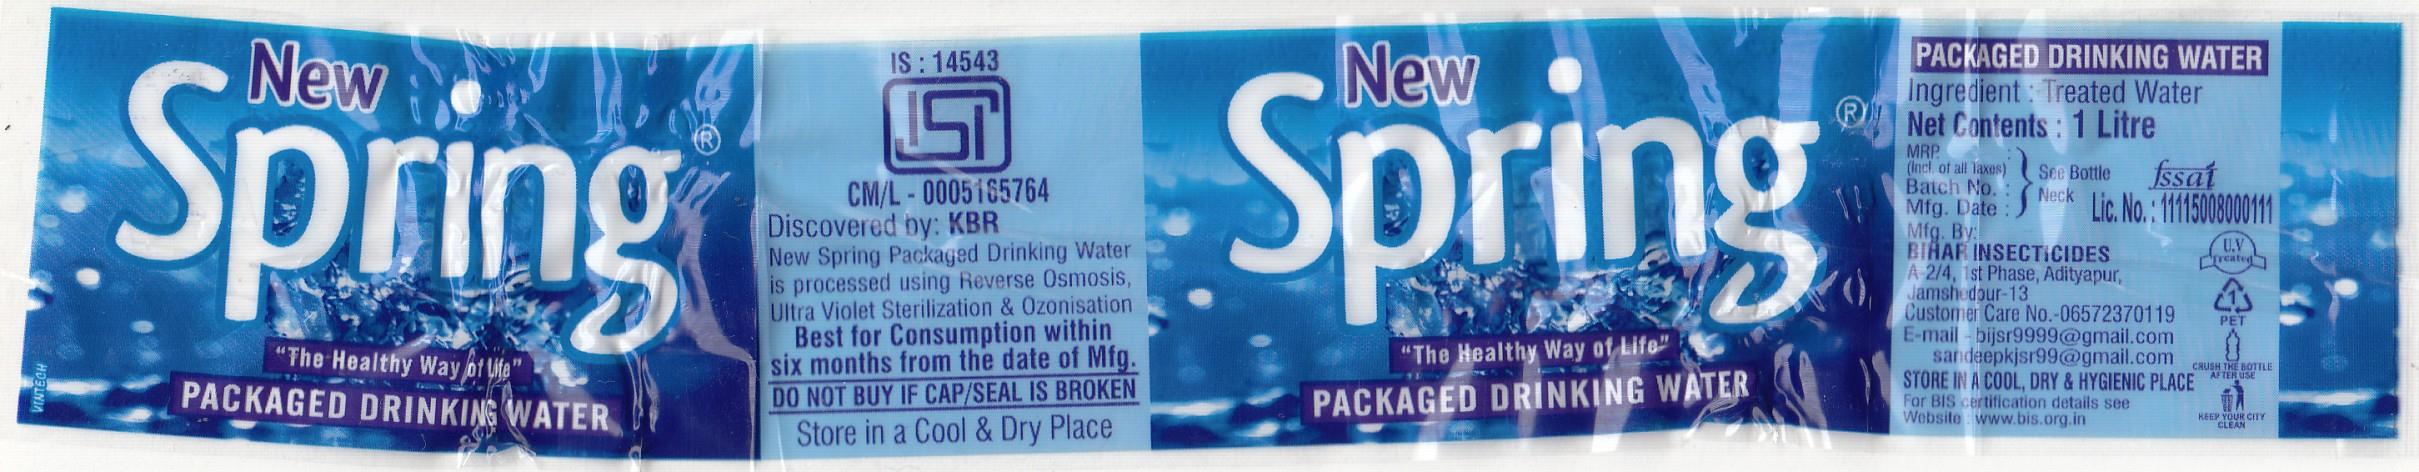 New
Spring®
"The Healthy Way of Life"
PACKAGED DRINKING WATER
VINTECH
IS : 14543
ISI
CM/L - 0005165764
Discovered by: KBR
New Spring Packaged Drinking Water
is processed using Reverse Osmosis,
Ultra Violet Sterilization & Ozonisation
Best for Consumption within
six months from the date of Mfg.
DO NOT BUY IF CAP/SEAL IS BROKEN
Store in a Cool & Dry Place
New
Spring®
"The Healthy Way of Life"
PACKAGED DRINKING WATER
PACKAGED DRINKING WATER
Ingredient : Treated Water
Net Contents : 1 Litre
MRP. :
(Incl. of all Taxes)
Batch No. :
Mfg. Date :
See Bottle
Neck
fssai
Lic. No. : 11115008000111
Mfg. By:
BIHAR INSECTICIDES
A-2/4, 1st Phase, Adityapur,
Jamshedpur-13
Customer Care No.-06572370119
E-mail - bijsr9999@gmail.com
sandeepkjsr99@gmail.com
STORE IN A COOL, DRY & HYGIENIC PLACE
For BIS certification details see
Website : www.bis.org.in
U.V
Treated
1
PET
CRUSH THE BOTTLE
AFTER USE
KEEP YOUR CITY
CLEAN